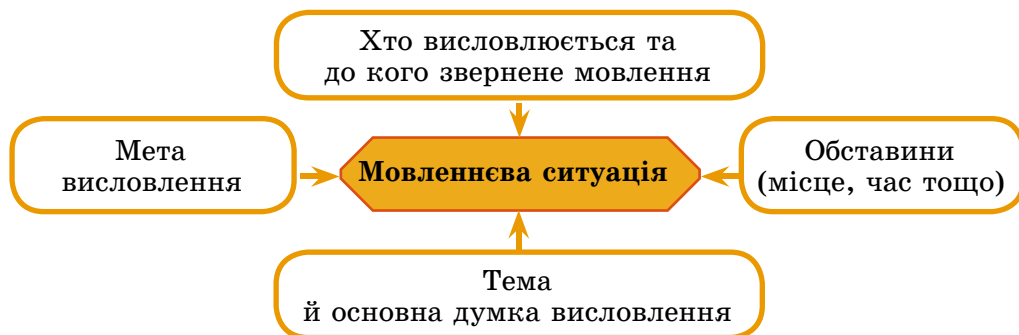 Хто висловлюється та
до кого звернене мовлення
Мета
висловлення
Мовленнєва ситуація
Обставини
(місце, час тощо)
Тема
й основна думка висловлення